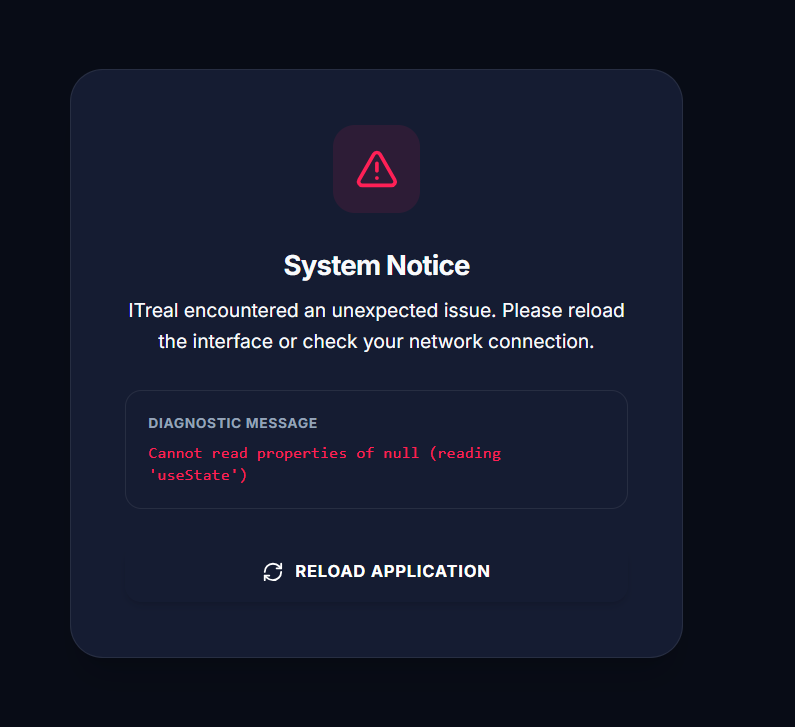 System Notice
ITreal encountered an unexpected issue. Please reload
the interface or check your network connection.
DIAGNOSTIC MESSAGE
Cannot read properties of null (reading
'useState')
RELOAD APPLICATION